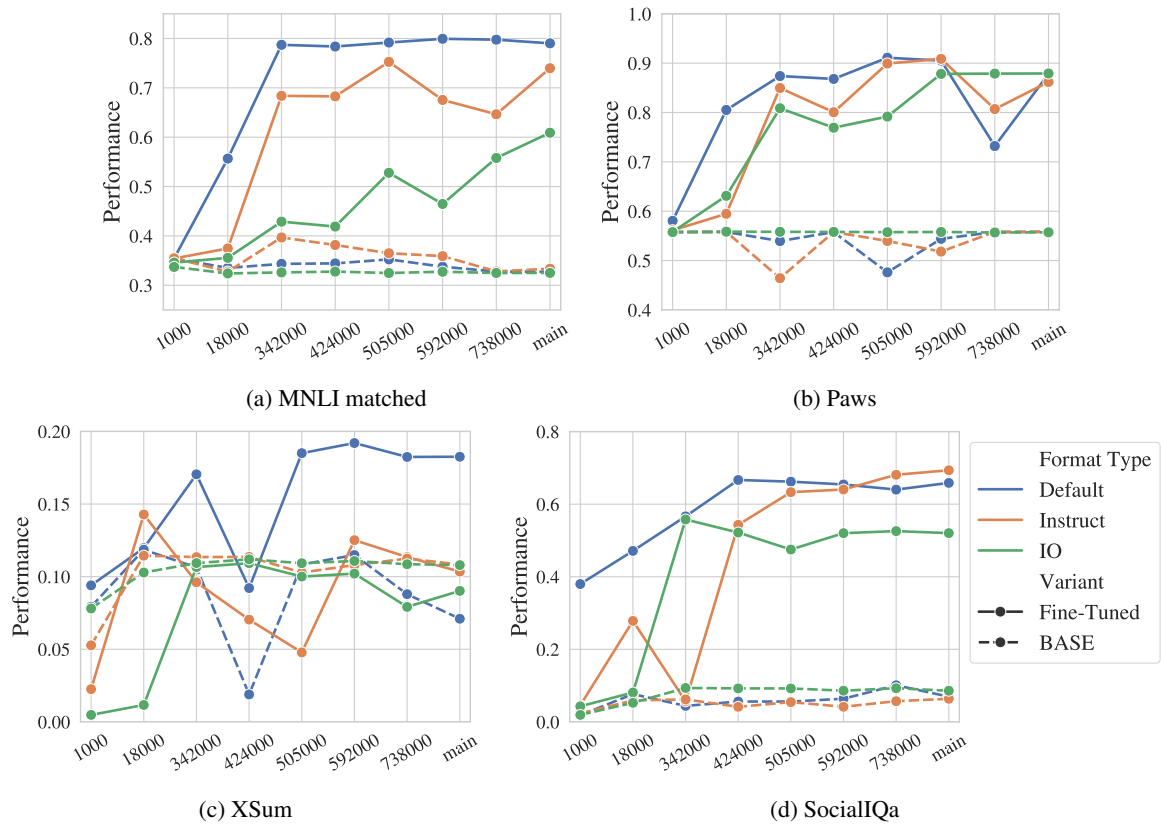 Performance
0.8
0.7
0.6
0.5
0.4
0.3
1000
18000
342000
424000
505000
592000
738000
main
(a) MNLI matched
Performance
1.0
0.9
0.8
0.7
0.6
0.5
0.4
1000
18000
342000
424000
505000
592000
738000
main
(b) Paws
Performance
0.20
0.15
0.10
0.05
0.00
1000
18000
342000
424000
505000
592000
738000
main
(c) XSum
Performance
0.8
0.6
0.4
0.2
0.0
1000
18000
342000
424000
505000
592000
738000
main
(d) SocialIQa
Format Type
Default
Instruct
IO
Variant
Fine-Tuned
BASE